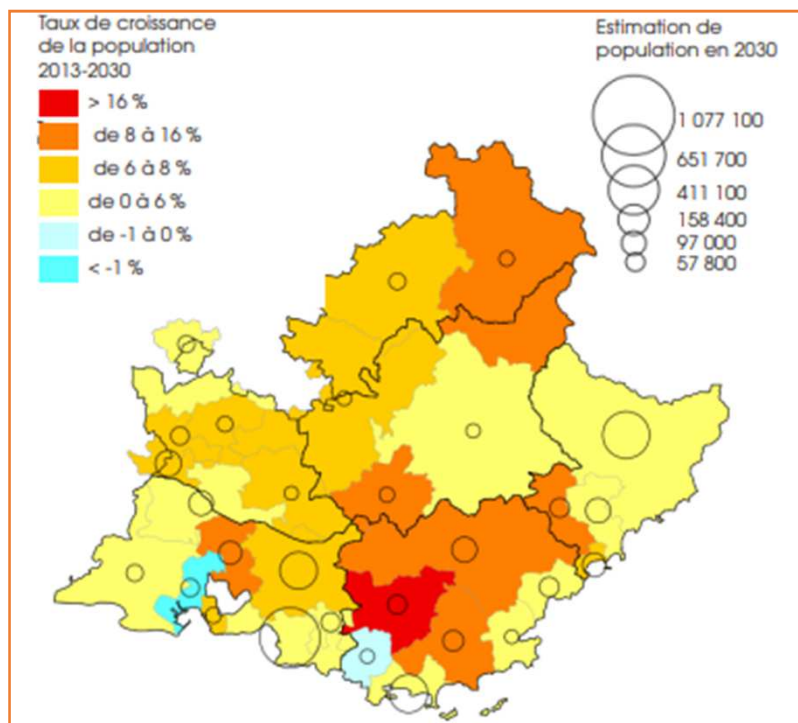 Taux de croissance
de la population
2013-2030
> 16 %
de 8 à 16 %
de 6 à 8 %
de 0 à 6 %
de -1 à 0 %
< -1 %
Estimation de
population en 2030
1 077 100
651 700
411 100
158 400
97 000
57 800